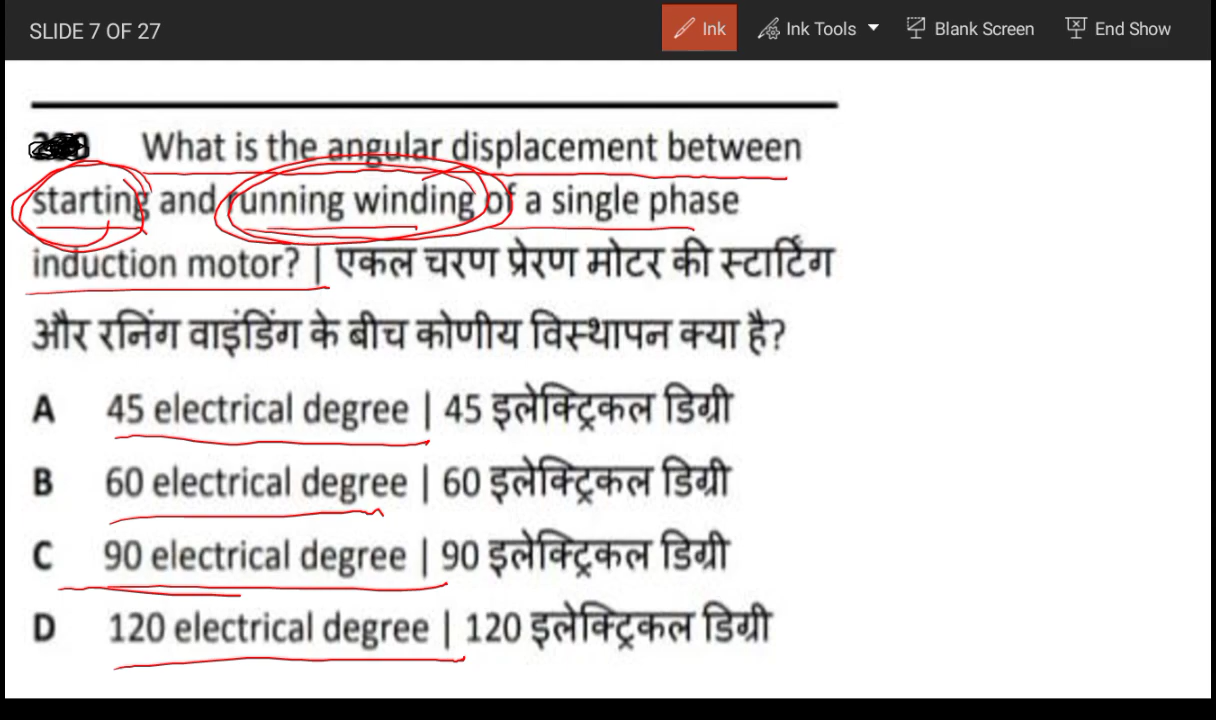 SLIDE 7 OF 27 Ink Ink Tools Blank Screen End Show
What is the angular displacement between
starting and running winding of a single phase
induction motor? | एकल चरण प्रेरण मोटर की स्टार्टिंग
और रनिंग वाइंडिंग के बीच कोणीय विस्थापन क्या है?
A 45 electrical degree | 45 इलेक्ट्रिकल डिग्री
B 60 electrical degree | 60 इलेक्ट्रिकल डिग्री
C 90 electrical degree | 90 इलेक्ट्रिकल डिग्री
D 120 electrical degree | 120 इलेक्ट्रिकल डिग्री